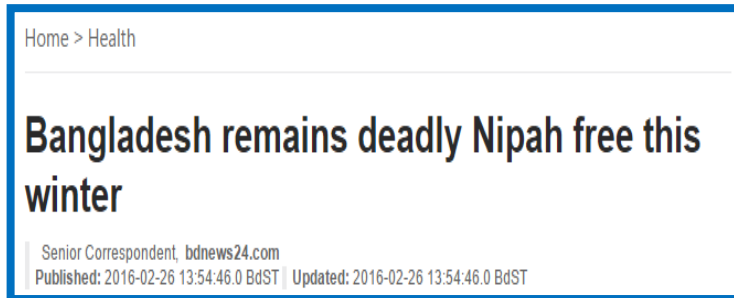 Home > Health
Bangladesh remains deadly Nipah free this
winter
Senior Correspondent, bdnews24.com
Published: 2016-02-26 13:54:46.0 BdST Updated: 2016-02-26 13:54:46.0 BdST